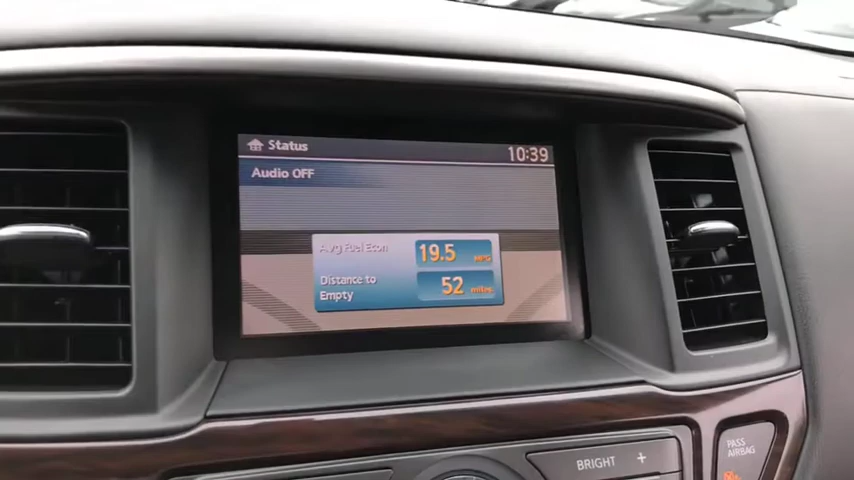 Status
10:39
Audio OFF
Avg Fuel Econ
19.5 MPG
Distance to
Empty
52 miles
BRIGHT +
PASS
AIRBAG